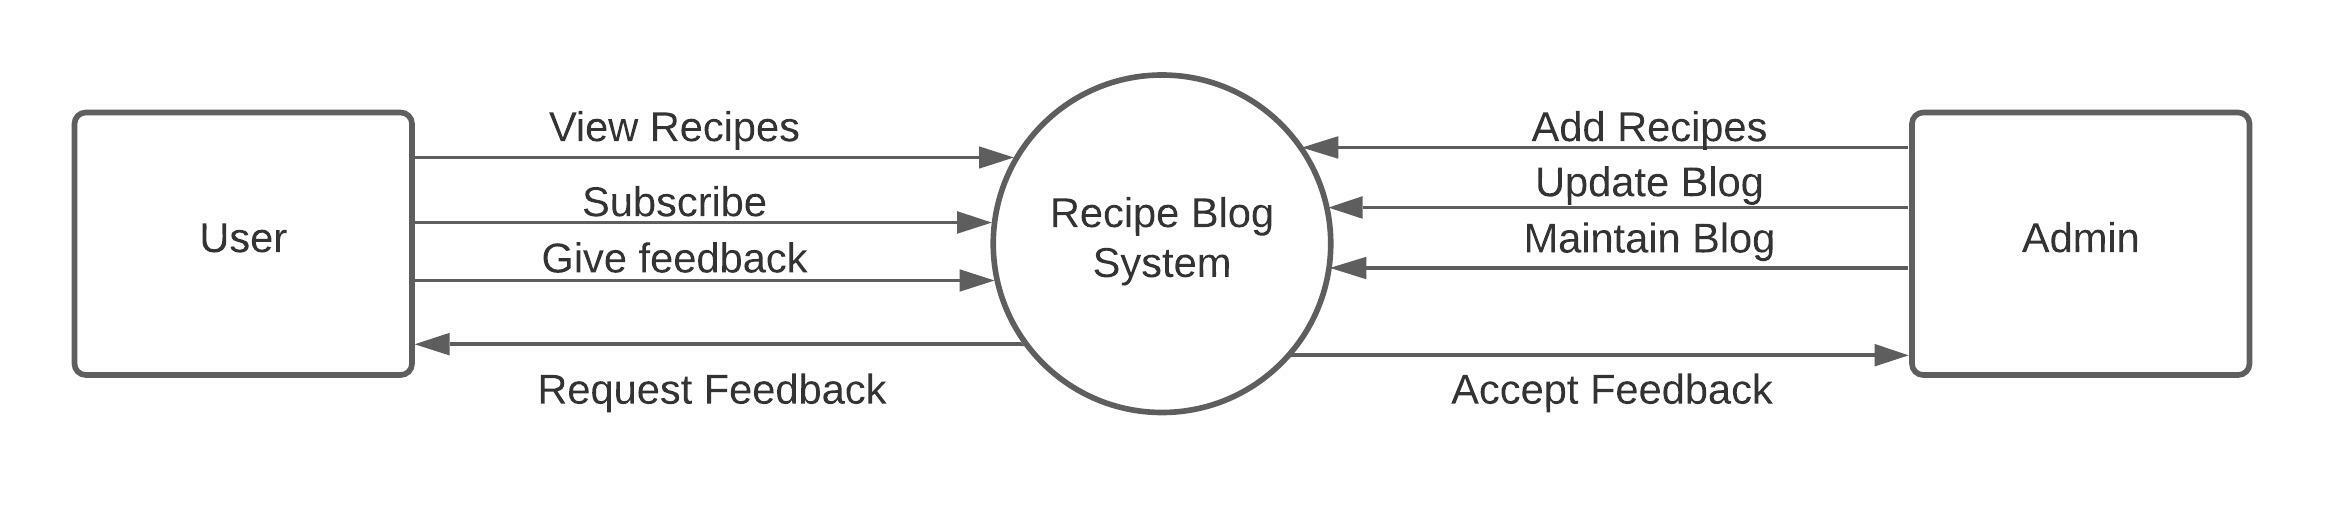 View Recipes
Subscribe
Give feedback
Request Feedback
User
Recipe Blog
System
Add Recipes
Update Blog
Maintain Blog
Accept Feedback
Admin